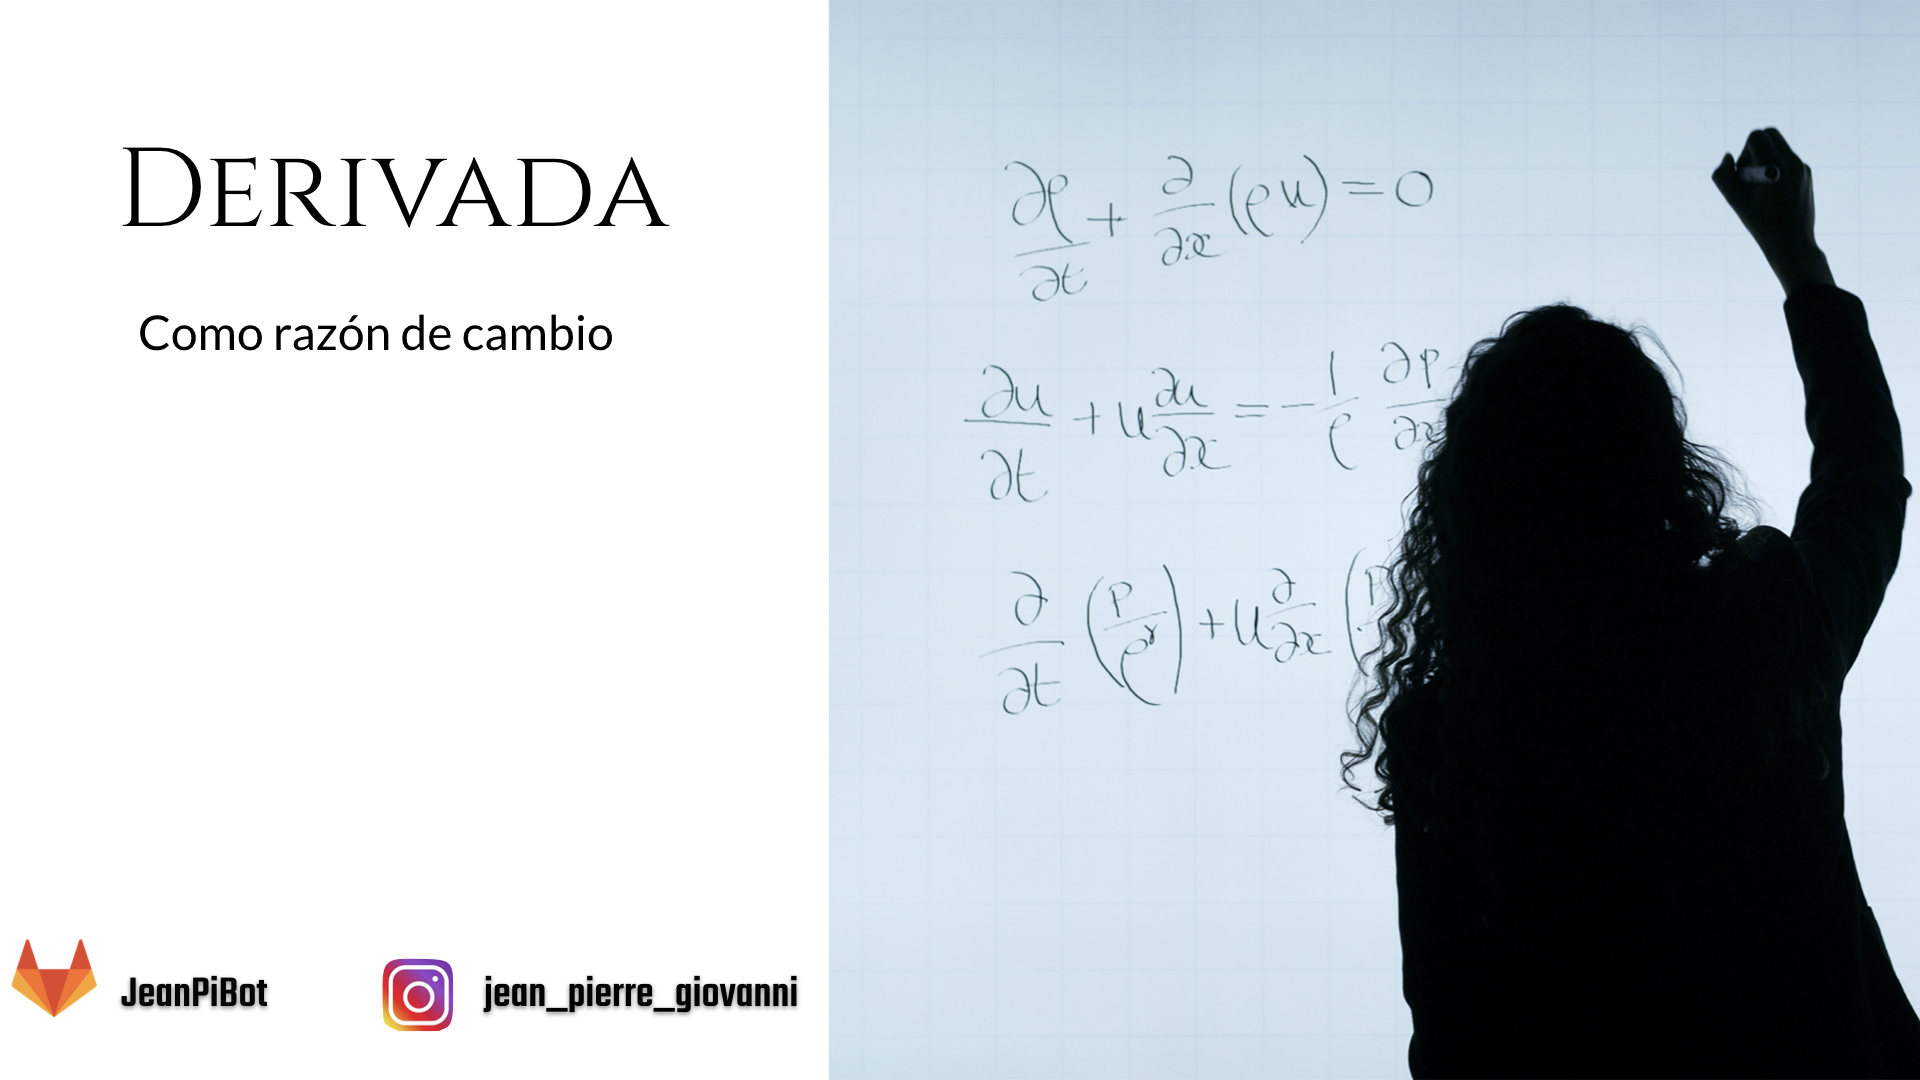 Derivada
Como razón de cambio
JeanPiBot
jean_pierre_giovanni
∂ρ/∂t + ∂/∂x (ρu) = 0
∂u/∂t + u ∂u/∂x = - 1/ρ ∂p/∂x
∂/∂t (p/ρ^γ) + u ∂/∂x (p